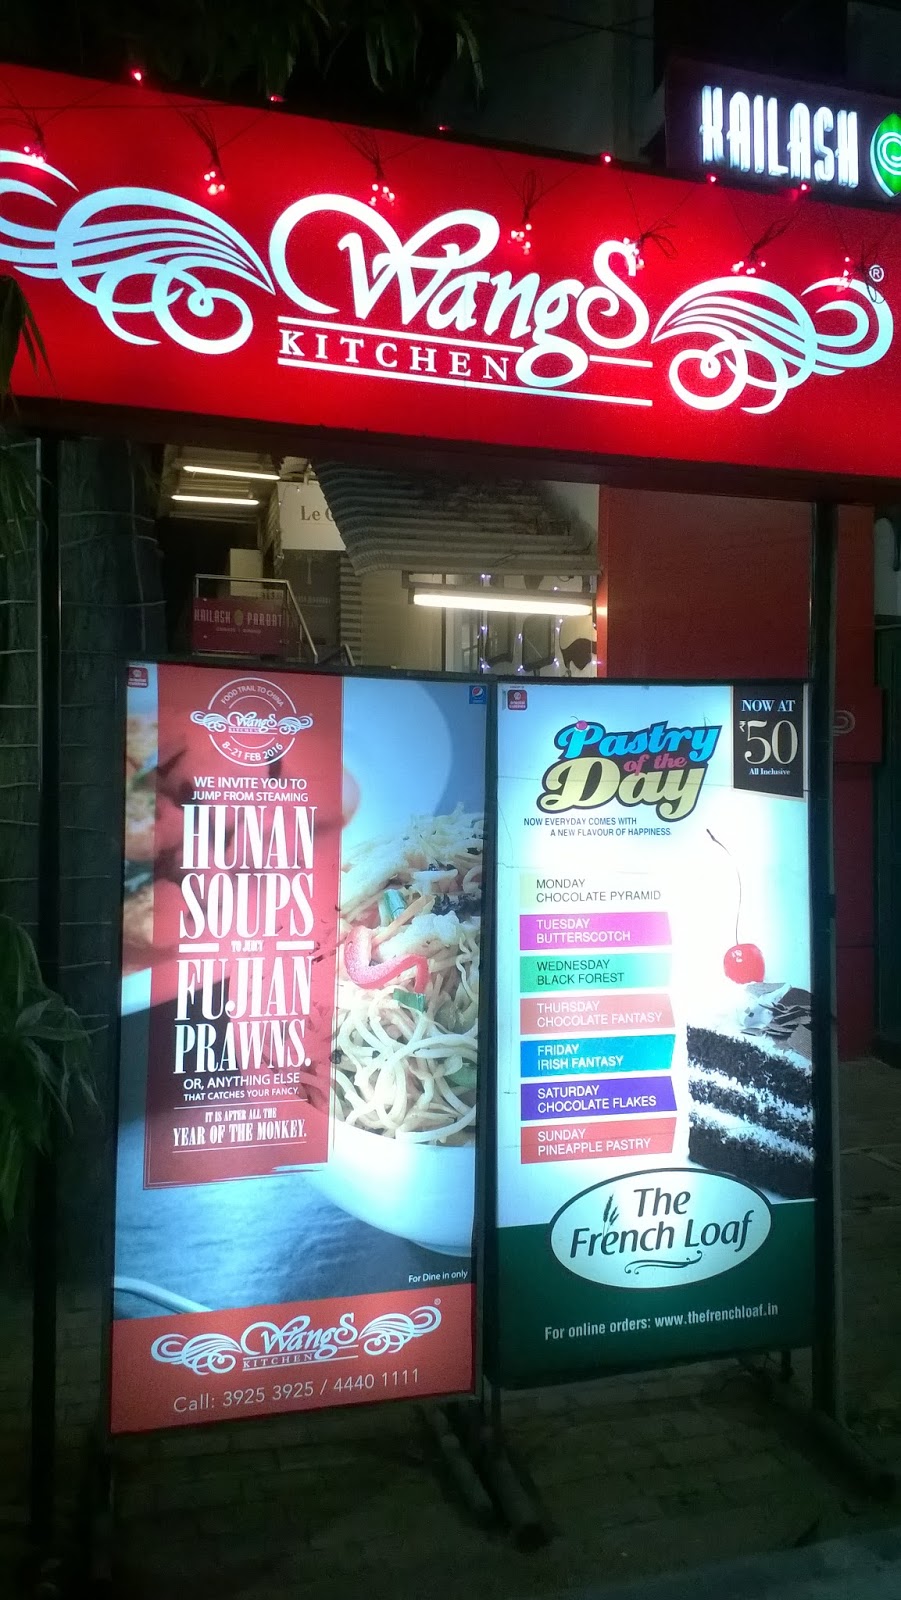 KAILASH
WangS
KITCHEN
®
Le
KAILASH PARBAT
FOOD TRAIL TO CHINA
WangS
KITCHEN
8-21 FEB 2016
WE INVITE YOU TO
JUMP FROM STEAMING
HUNAN
SOUPS
TO JUICY
FUJIAN
PRAWNS.
OR, ANYTHING ELSE
THAT CATCHES YOUR FANCY.
IT IS AFTER ALL THE
YEAR OF THE MONKEY.
For Dine in only
WangS
KITCHEN
®
Call: 3925 3925 / 4440 1111
Pastry
of the
Day
NOW AT
₹50
All Inclusive
NOW EVERYDAY COMES WITH
A NEW FLAVOUR OF HAPPINESS.
MONDAY
CHOCOLATE PYRAMID
TUESDAY
BUTTERSCOTCH
WEDNESDAY
BLACK FOREST
THURSDAY
CHOCOLATE FANTASY
FRIDAY
IRISH FANTASY
SATURDAY
CHOCOLATE FLAKES
SUNDAY
PINEAPPLE PASTRY
The
French Loaf
For online orders: www.thefrenchloaf.in